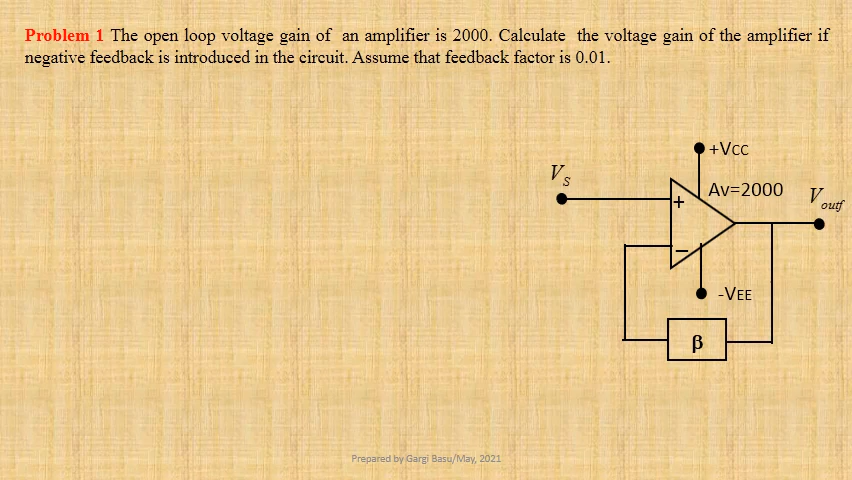 Problem 1 The open loop voltage gain of an amplifier is 2000. Calculate the voltage gain of the amplifier if
negative feedback is introduced in the circuit. Assume that feedback factor is 0.01.
+VCC
Vs
Av=2000
Voutf
+
−
-VEE
β
Prepared by Gargi Basu/May, 2021